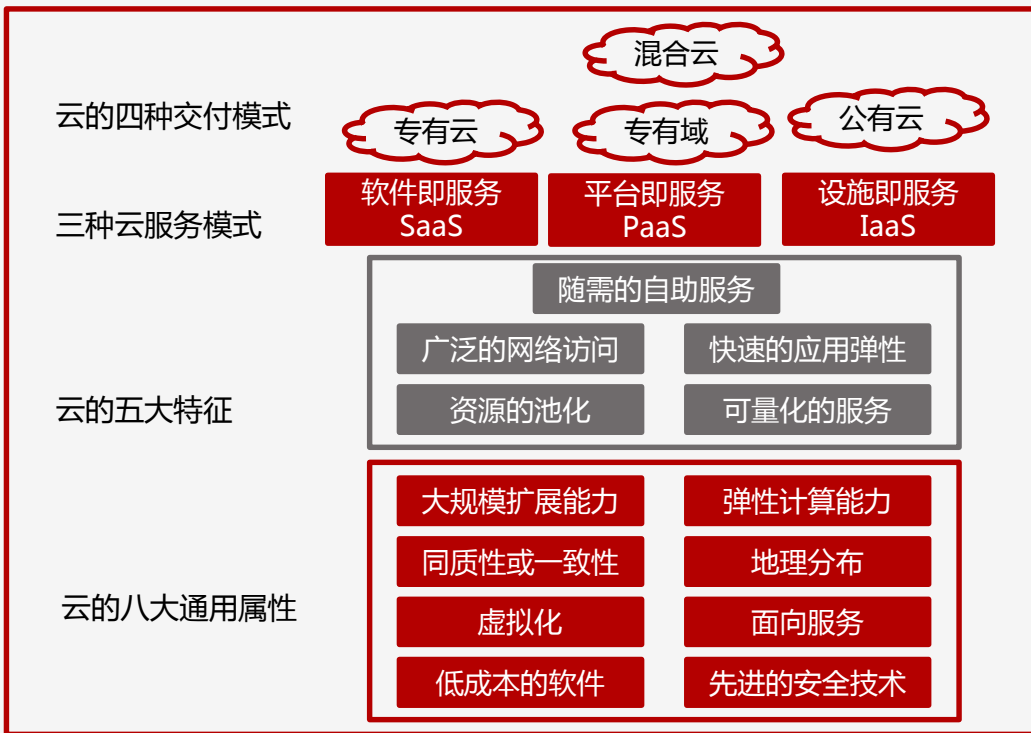 混合云
云的四种交付模式
专有云
专有域
公有云
三种云服务模式
软件即服务
SaaS
平台即服务
PaaS
设施即服务
IaaS
随需的自助服务
云的五大特征
广泛的网络访问
快速的应用弹性
资源的池化
可量化的服务
云的八大通用属性
大规模扩展能力
弹性计算能力
同质性或一致性
地理分布
虚拟化
面向服务
低成本的软件
先进的安全技术